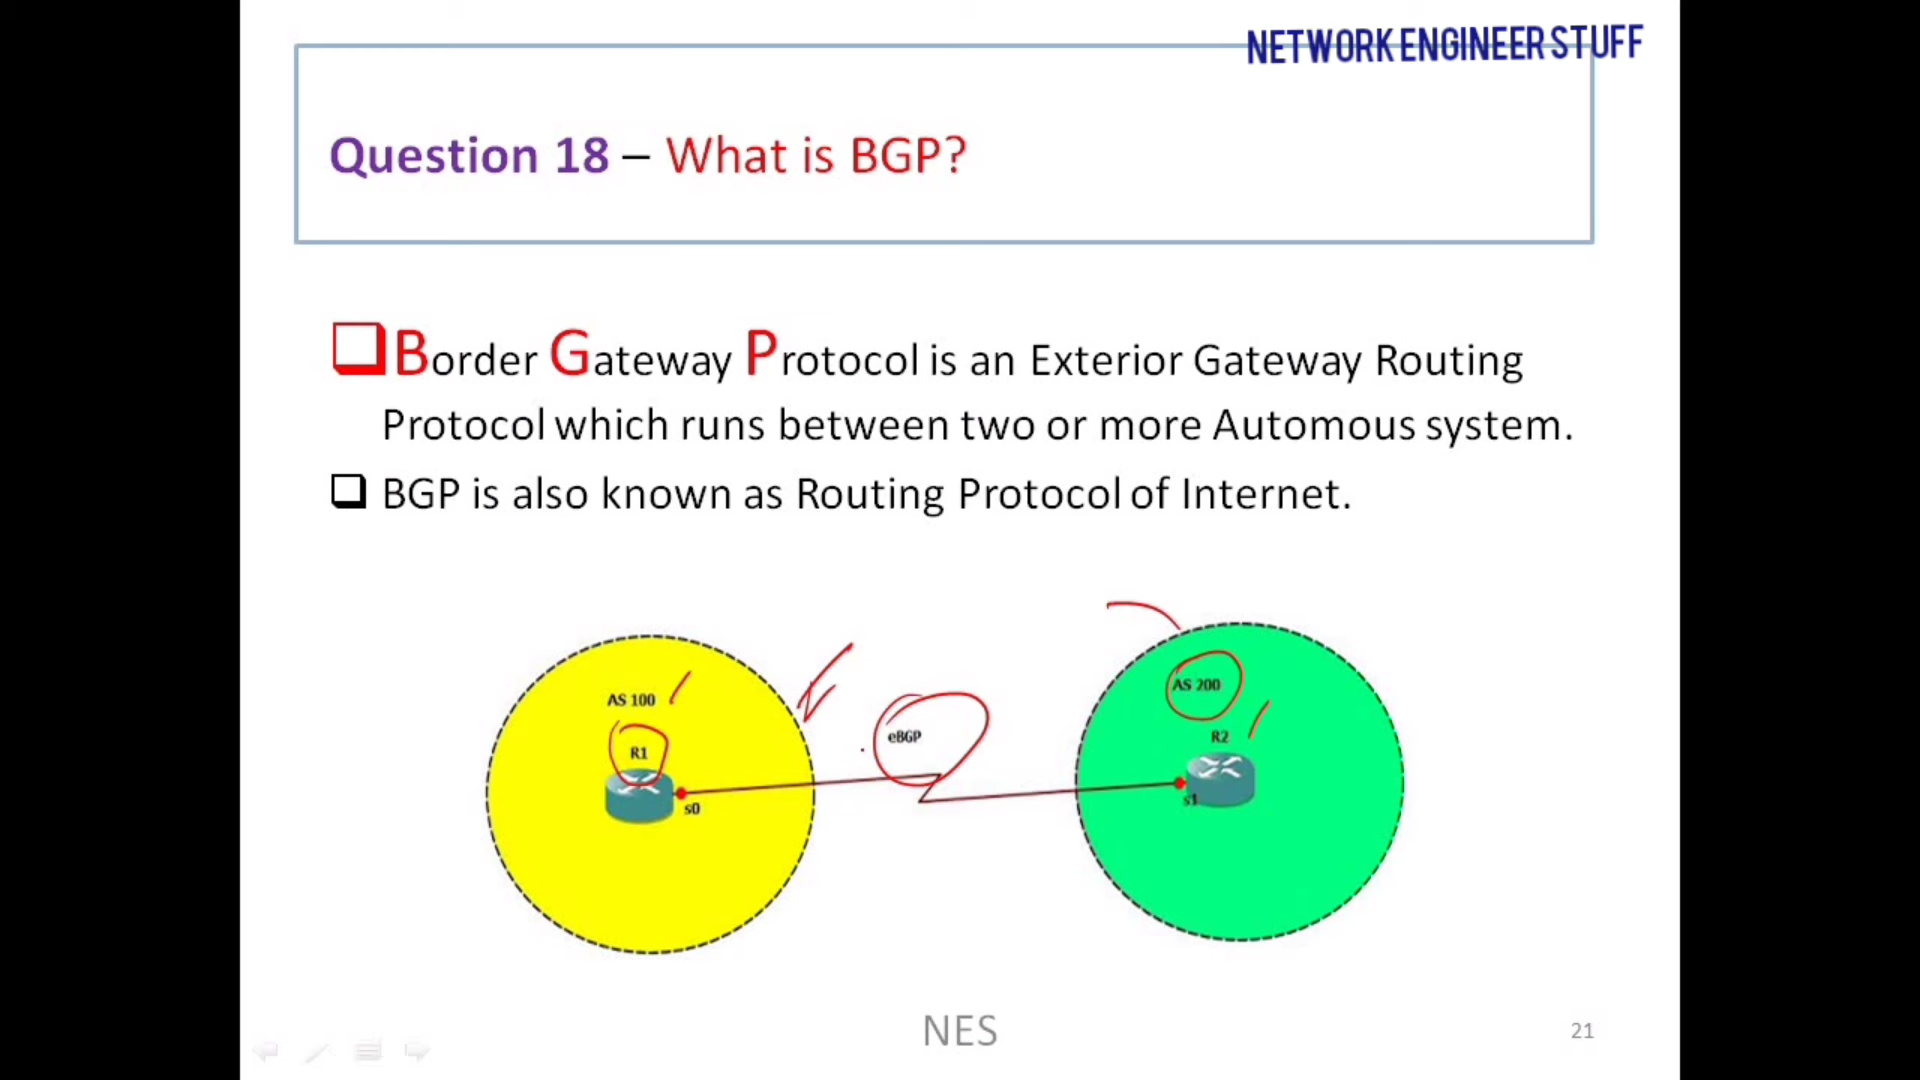 NETWORK ENGINEER STUFF
Question 18 – What is BGP?
Border Gateway Protocol is an Exterior Gateway Routing
Protocol which runs between two or more Automous system.
BGP is also known as Routing Protocol of Internet.
AS 100
R1
s0
eBGP
AS 200
R2
s1
NES
21